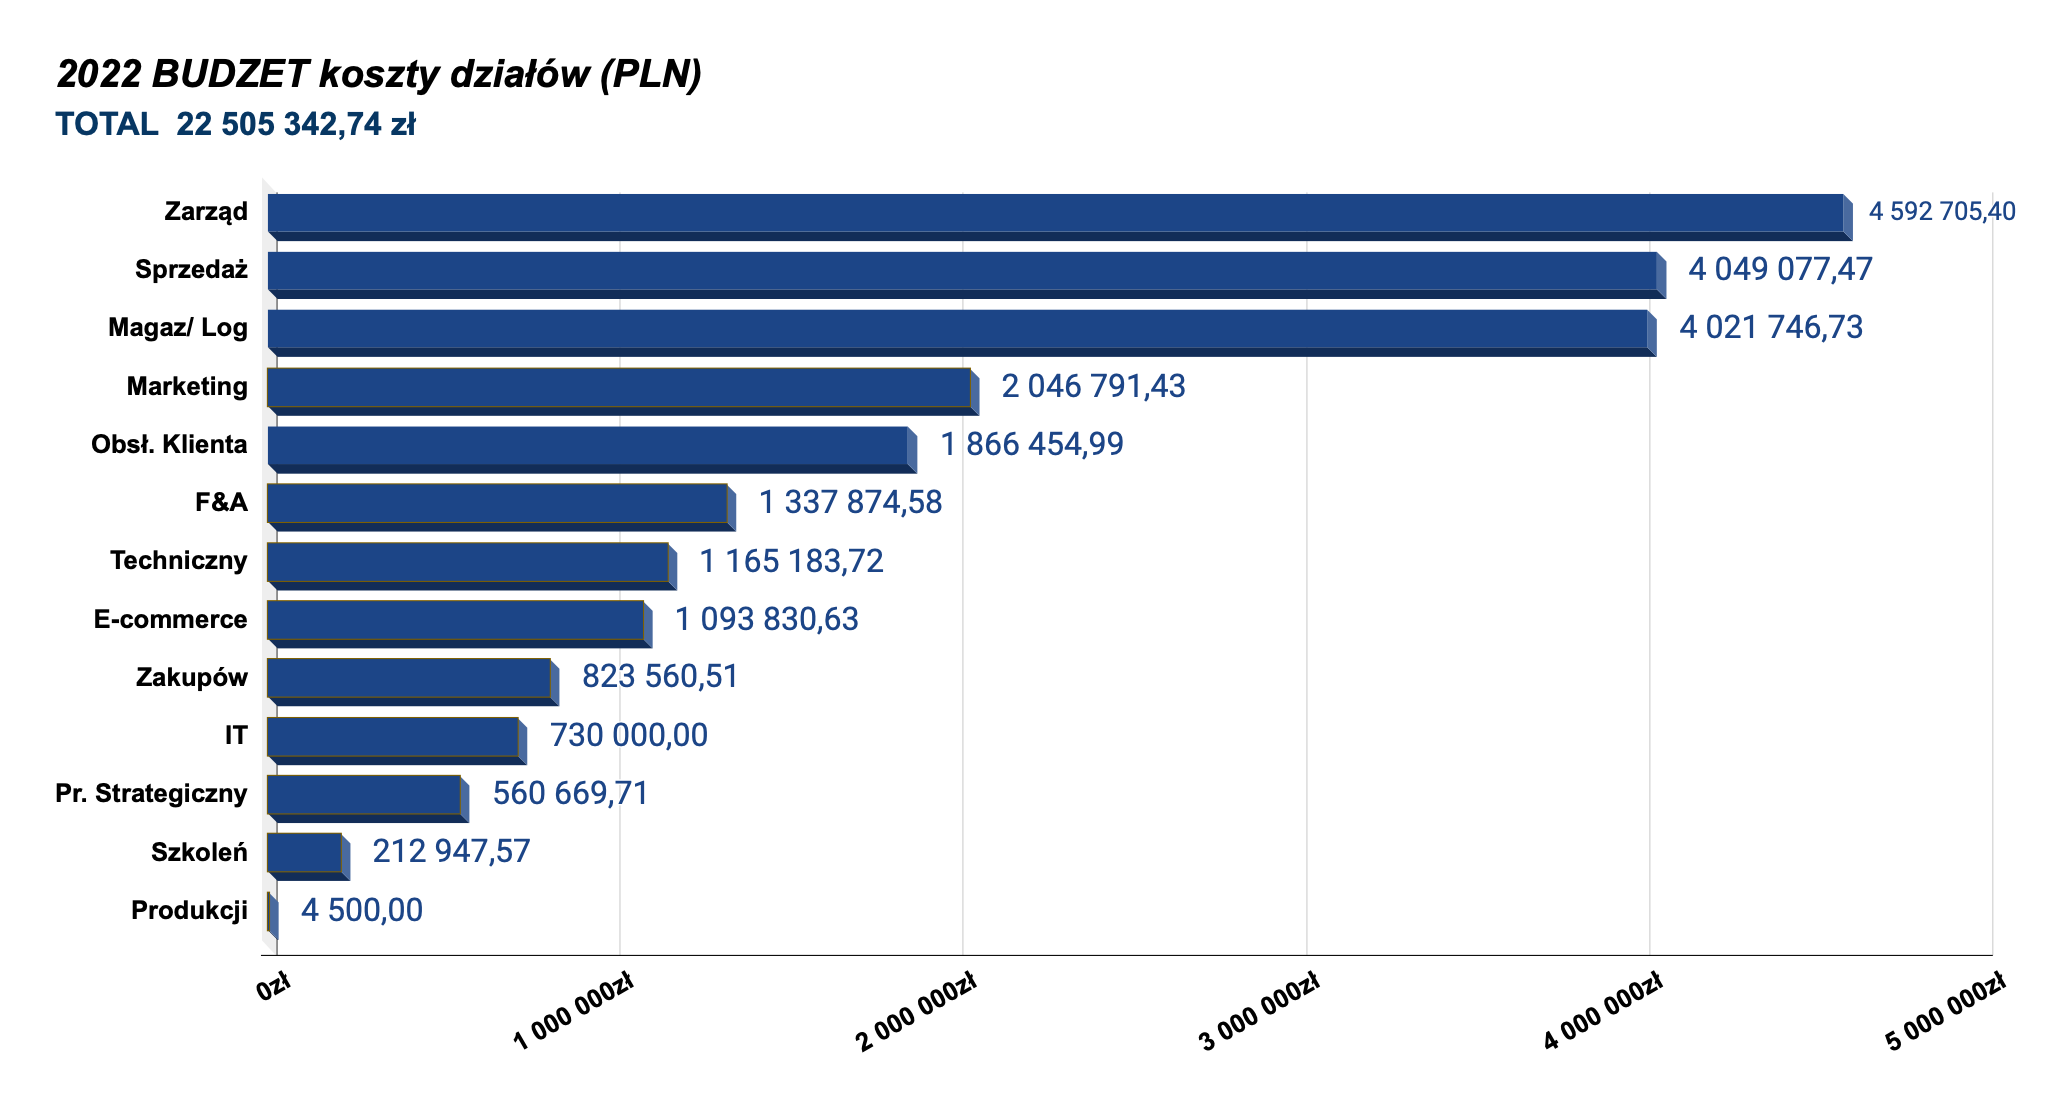 2022 BUDZET koszty działów (PLN)
TOTAL 22 505 342,74 zł
Zarząd 4 592 705,40
Sprzedaż 4 049 077,47
Magaz/ Log 4 021 746,73
Marketing 2 046 791,43
Obsł. Klienta 1 866 454,99
F&A 1 337 874,58
Techniczny 1 165 183,72
E-commerce 1 093 830,63
Zakupów 823 560,51
IT 730 000,00
Pr. Strategiczny 560 669,71
Szkoleń 212 947,57
Produkcji 4 500,00
0zł 1 000 000zł 2 000 000zł 3 000 000zł 4 000 000zł 5 000 000zł